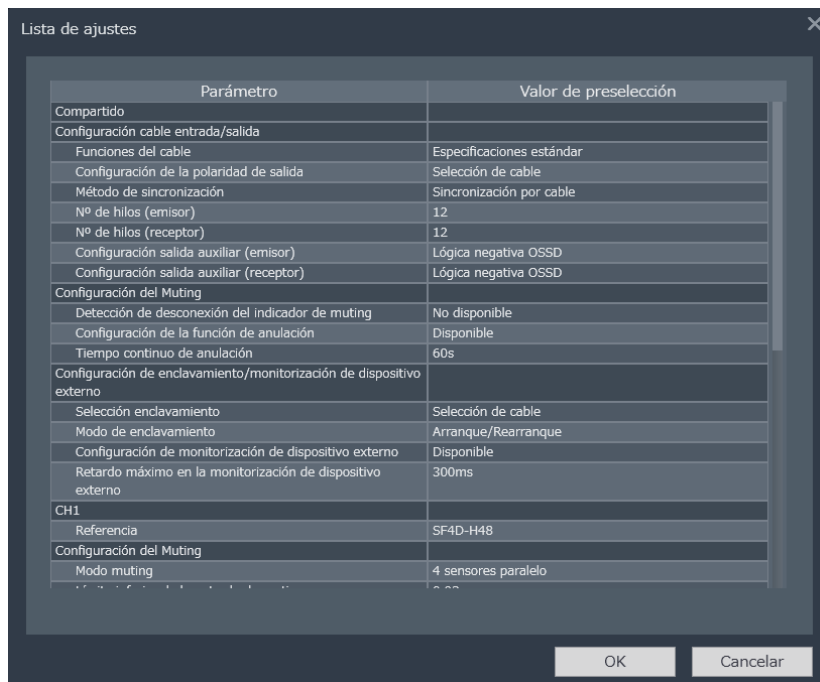 Lista de ajustes
Parámetro Valor de preselección
Compartido
Configuración cable entrada/salida
Funciones del cable Especificaciones estándar
Configuración de la polaridad de salida Selección de cable
Método de sincronización Sincronización por cable
Nº de hilos (emisor) 12
Nº de hilos (receptor) 12
Configuración salida auxiliar (emisor) Lógica negativa OSSD
Configuración salida auxiliar (receptor) Lógica negativa OSSD
Configuración del Muting
Detección de desconexión del indicador de muting No disponible
Configuración de la función de anulación Disponible
Tiempo continuo de anulación 60s
Configuración de enclavamiento/monitorización de dispositivo
externo
Selección enclavamiento Selección de cable
Modo de enclavamiento Arranque/Rearranque
Configuración de monitorización de dispositivo externo Disponible
Retardo máximo en la monitorización de dispositivo 300ms
externo
CH1
Referencia SF4D-H48
Configuración del Muting
Modo muting 4 sensores paralelo
OK Cancelar